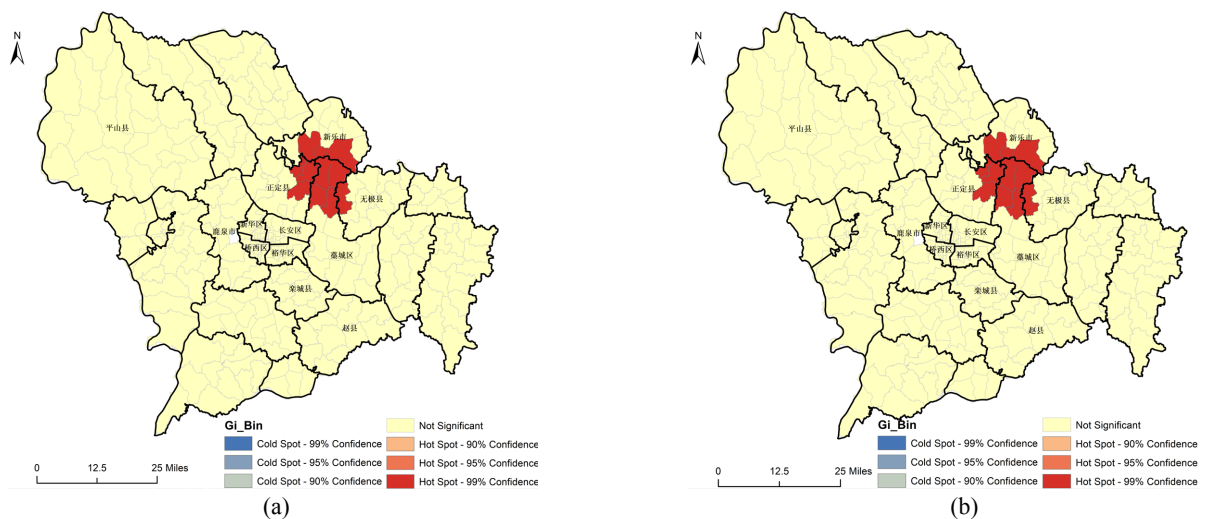 N
新乐市
平山县
正定县
无极县
鹿泉市
新华区
长安区
桥西区
裕华区
藁城区
栾城县
赵县
Gi_Bin
Not Significant
Cold Spot - 99% Confidence
Hot Spot - 90% Confidence
Cold Spot - 95% Confidence
Hot Spot - 95% Confidence
Cold Spot - 90% Confidence
Hot Spot - 99% Confidence
0 12.5 25 Miles
(a)
N
新乐市
平山县
正定县
无极县
鹿泉市
新华区
长安区
桥西区
裕华区
藁城区
栾城县
赵县
Gi_Bin
Not Significant
Cold Spot - 99% Confidence
Hot Spot - 90% Confidence
Cold Spot - 95% Confidence
Hot Spot - 95% Confidence
Cold Spot - 90% Confidence
Hot Spot - 99% Confidence
0 12.5 25 Miles
(b)